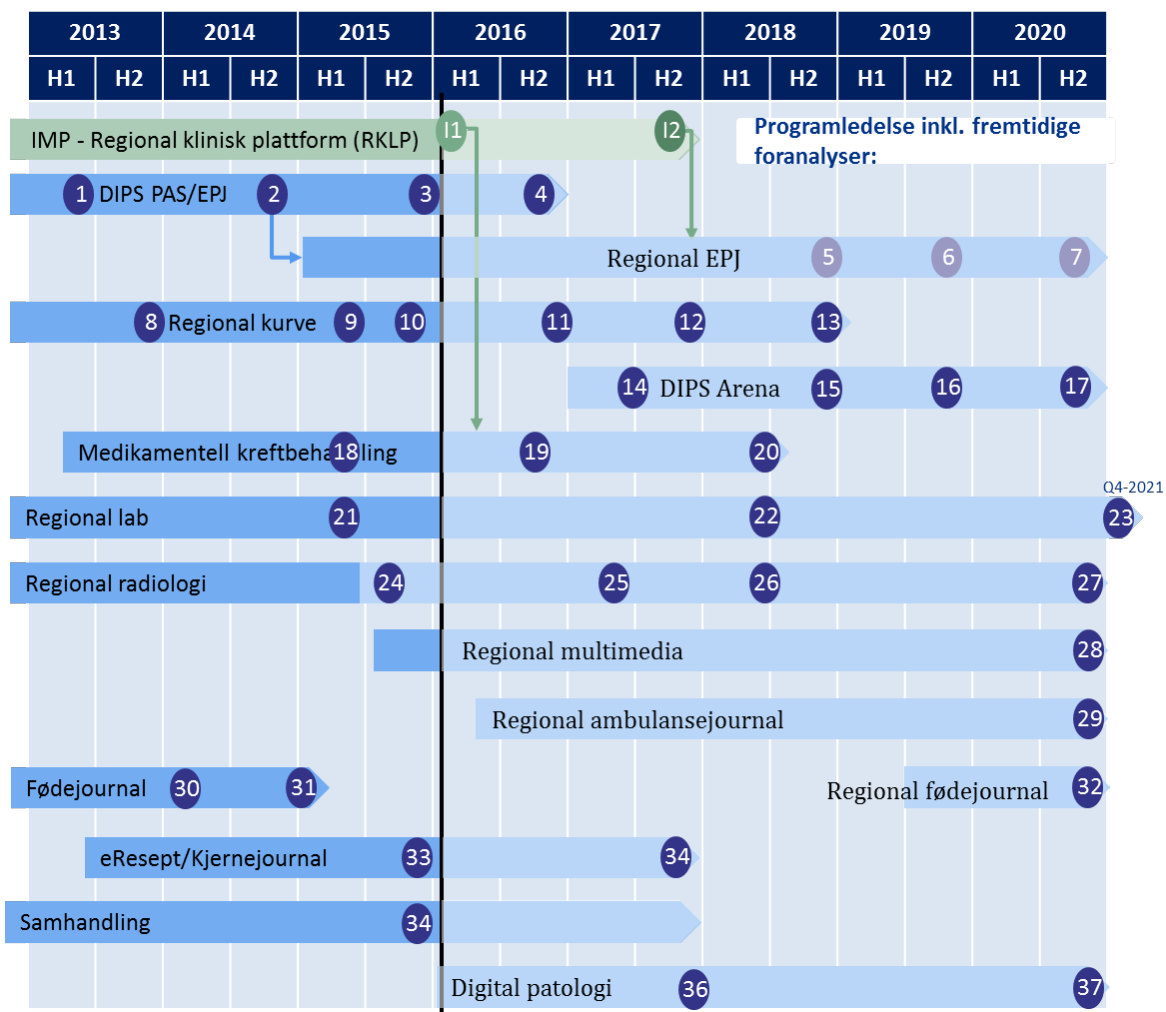 2013 2014 2015 2016 2017 2018 2019 2020
H1 H2 H1 H2 H1 H2 H1 H2 H1 H2 H1 H2 H1 H2 H1 H2
IMP - Regional klinisk plattform (RKLP) I1 I2
Programledelse inkl. fremtidige
foranalyser:
1 DIPS PAS/EPJ 2 3 4
Regional EPJ 5 6 7
8 Regional kurve 9 10 11 12 13
14 DIPS Arena 15 16 17
Medikamentell kreftbehandling 18 19 20
Q4-2021
Regional lab 21 22 23
Regional radiologi 24 25 26 27
Regional multimedia 28
Regional ambulansejournal 29
Fødejournal 30 31 Regional fødejournal 32
eResept/Kjernejournal 33 34
Samhandling 34
Digital patologi 36 37